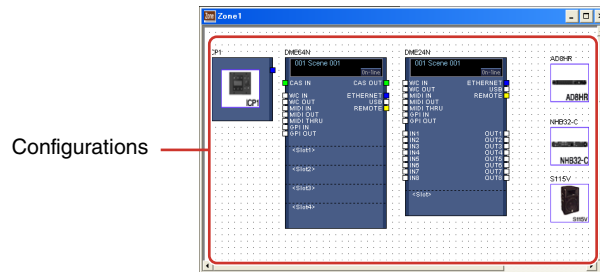 Zone Zone1
CP1
ICP1
DME64N
001 Scene 001
On-line
CAS IN CAS OUT
WC IN ETHERNET
WC OUT USB
MIDI IN REMOTE
MIDI OUT
MIDI THRU
GPI IN
GPI OUT
<Slot1>
<Slot2>
<Slot3>
<Slot4>
DME24N
001 Scene 001
On-line
WC IN ETHERNET
WC OUT USB
MIDI IN REMOTE
MIDI OUT
MIDI THRU
GPI IN
GPI OUT
IN1 OUT1
IN2 OUT2
IN3 OUT3
IN4 OUT4
IN5 OUT5
IN6 OUT6
IN7 OUT7
IN8 OUT8
<Slot>
AD8HR
AD8HR
NHB32-C
NHB32-C
S115V
S115V
Configurations